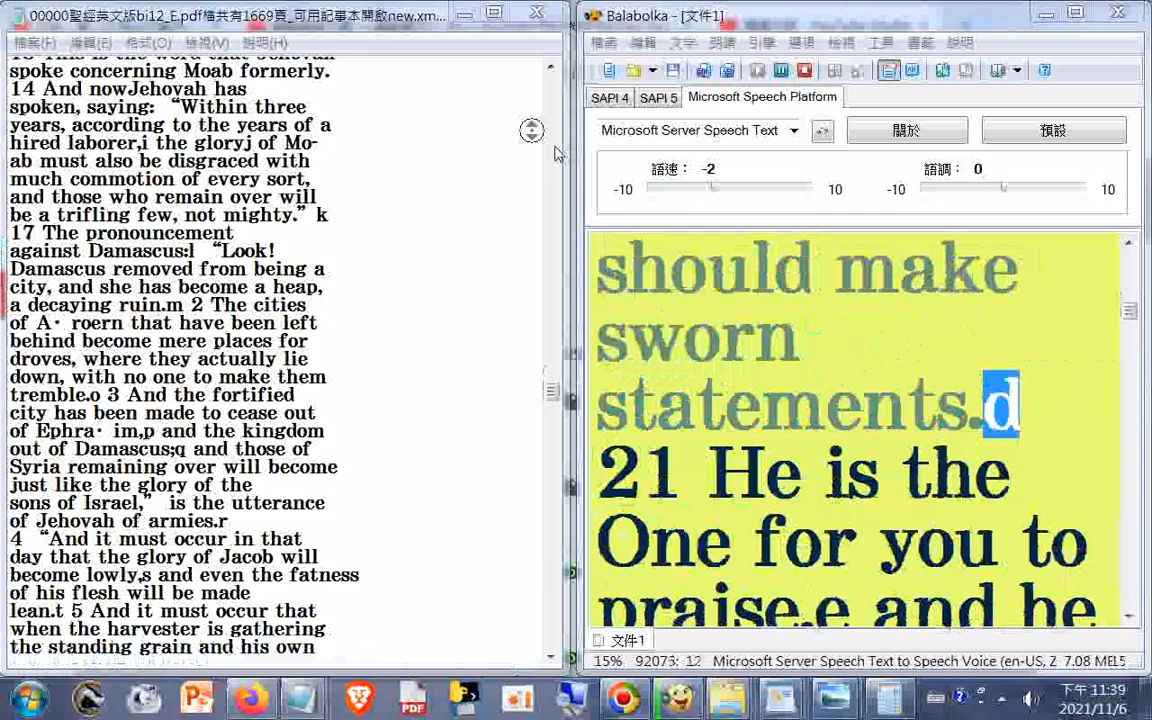 00000聖經英文版bi12_E.pdf檔共有1669頁_可用記事本開啟new.xm...
檔案(F) 編輯(E) 格式(O) 檢視(V) 說明(H)
spoke concerning Moab formerly.
14 And nowJehovah has
spoken, saying: “Within three
years, according to the years of a
hired laborer,i the gloryj of Mo-
ab must also be disgraced with
much commotion of every sort,
and those who remain over will
be a trifling few, not mighty.” k
17 The pronouncement
against Damascus:l “Look!
Damascus removed from being a
city, and she has become a heap,
a decaying ruin.m 2 The cities
of A· roern that have been left
behind become mere places for
droves, where they actually lie
down, with no one to make them
tremble.o 3 And the fortified
city has been made to cease out
of Ephra· im,p and the kingdom
out of Damascus;q and those of
Syria remaining over will become
just like the glory of the
sons of Israel,” is the utterance
of Jehovah of armies.r
4 “And it must occur in that
day that the glory of Jacob will
become lowly,s and even the fatness
of his flesh will be made
lean.t 5 And it must occur that
when the harvester is gathering
the standing grain and his own
Balabolka - [文件1]
檔案 編輯 文字 朗讀 引擎 選項 檢視 工具 書籤 說明
SAPI 4 SAPI 5 Microsoft Speech Platform
Microsoft Server Speech Text 關於 預設
語速： -2 語調： 0
-10 10 -10 10
should make
sworn
statements.d
21 He is the
One for you to
praise,e and he
文件1
15% 92073: 12 Microsoft Server Speech Text to Speech Voice (en-US, Z 7.08 MB
下午 11:39
2021/11/6